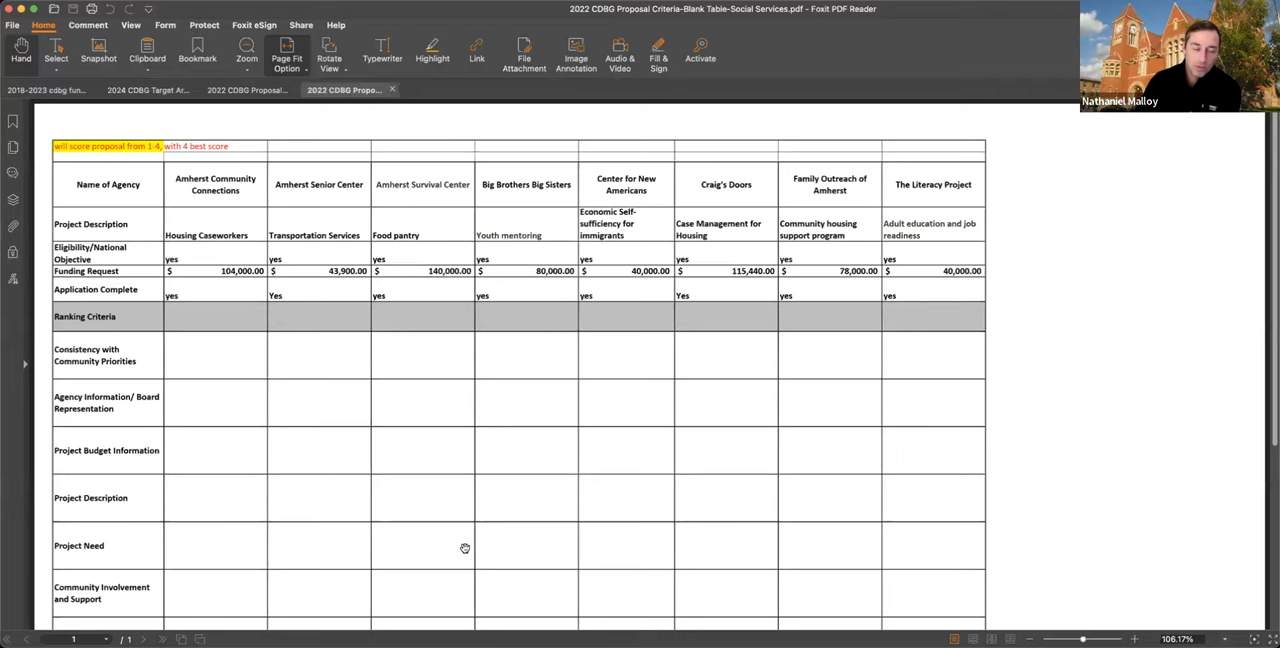 2022 CDBG Proposal Criteria-Blank Table-Social Services.pdf - Foxit PDF Reader
File Home Comment View Form Protect Foxit eSign Share Help
Hand Select Snapshot Clipboard Bookmark Zoom Page Fit Option Rotate View Typewriter Highlight Link File Attachment Image Annotation Audio & Video Fill & Sign Activate
2018-2023 cdbg fun... 2024 CDBG Target Ar... 2022 CDBG Proposal... 2022 CDBG Propo...
Nathaniel Malloy
will score proposal from 1-4, with 4 best score
Name of Agency Amherst Community Connections Amherst Senior Center Amherst Survival Center Big Brothers Big Sisters Center for New Americans Craig's Doors Family Outreach of Amherst The Literacy Project
Project Description Housing Caseworkers Transportation Services Food pantry Youth mentoring Economic Self-sufficiency for immigrants Case Management for Housing Community housing support program Adult education and job readiness
Eligibility/National Objective yes yes yes yes yes yes yes yes
Funding Request $ 104,000.00 $ 43,900.00 $ 140,000.00 $ 80,000.00 $ 40,000.00 $ 115,440.00 $ 78,000.00 $ 40,000.00
Application Complete yes Yes yes yes yes Yes yes yes
Ranking Criteria
Consistency with
Community Priorities
Agency Information/ Board
Representation
Project Budget Information
Project Description
Project Need
Community Involvement
and Support
1 / 1 106.17%